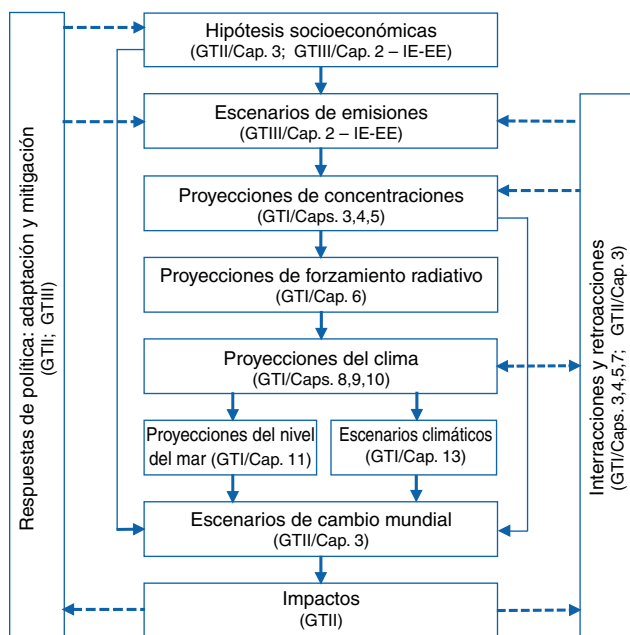 Hipótesis socioeconómicas
(GTII/Cap. 3; GTIII/Cap. 2 – IE-EE)
Escenarios de emisiones
(GTIII/Cap. 2 – IE-EE)
Proyecciones de concentraciones
(GTI/Caps. 3,4,5)
Proyecciones de forzamiento radiativo
(GTI/Cap. 6)
Proyecciones del clima
(GTI/Caps. 8,9,10)
Proyecciones del nivel
del mar (GTI/Cap. 11)
Escenarios climáticos
(GTI/Cap. 13)
Escenarios de cambio mundial
(GTII/Cap. 3)
Impactos
(GTII)
Respuestas de política: adaptación y mitigación
(GTII; GTIII)
Interracciones y retroacciones
(GTI/Caps. 3,4,5,7; GTII/Cap. 3)